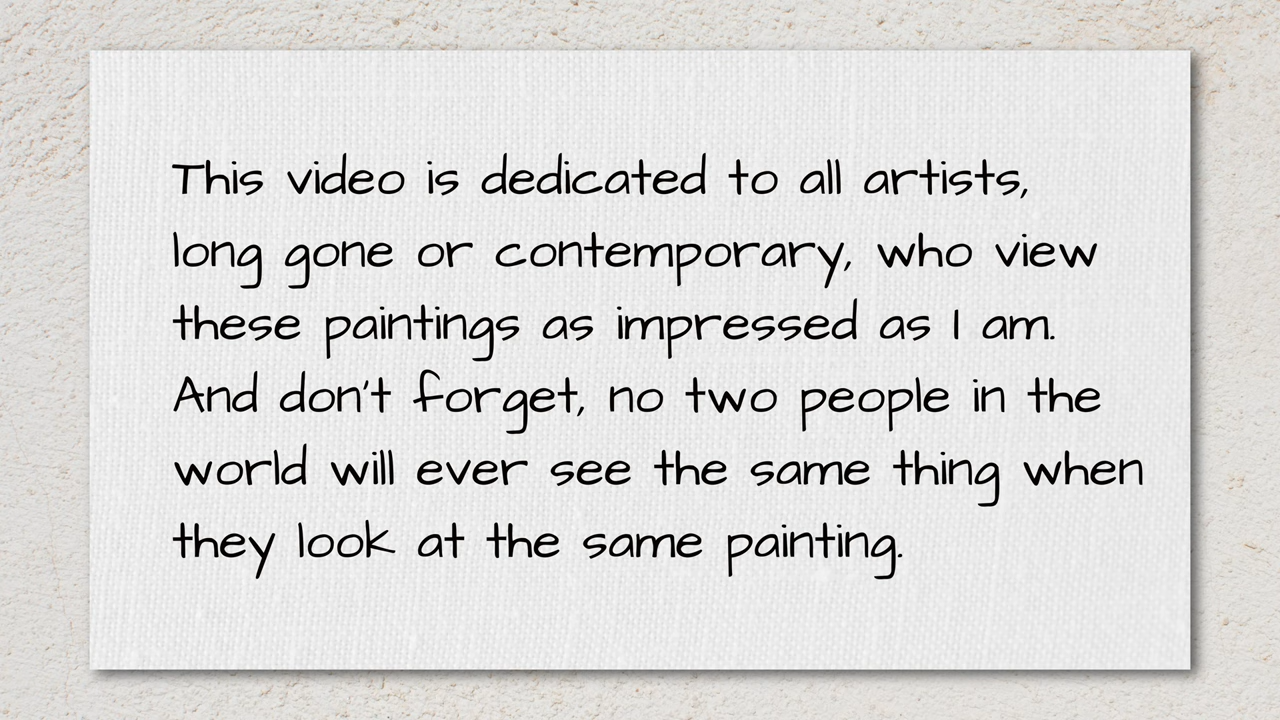 This video is dedicated to all artists,
long gone or contemporary, who view
these paintings as impressed as I am.
And don't forget, no two people in the
world will ever see the same thing when
they look at the same painting.